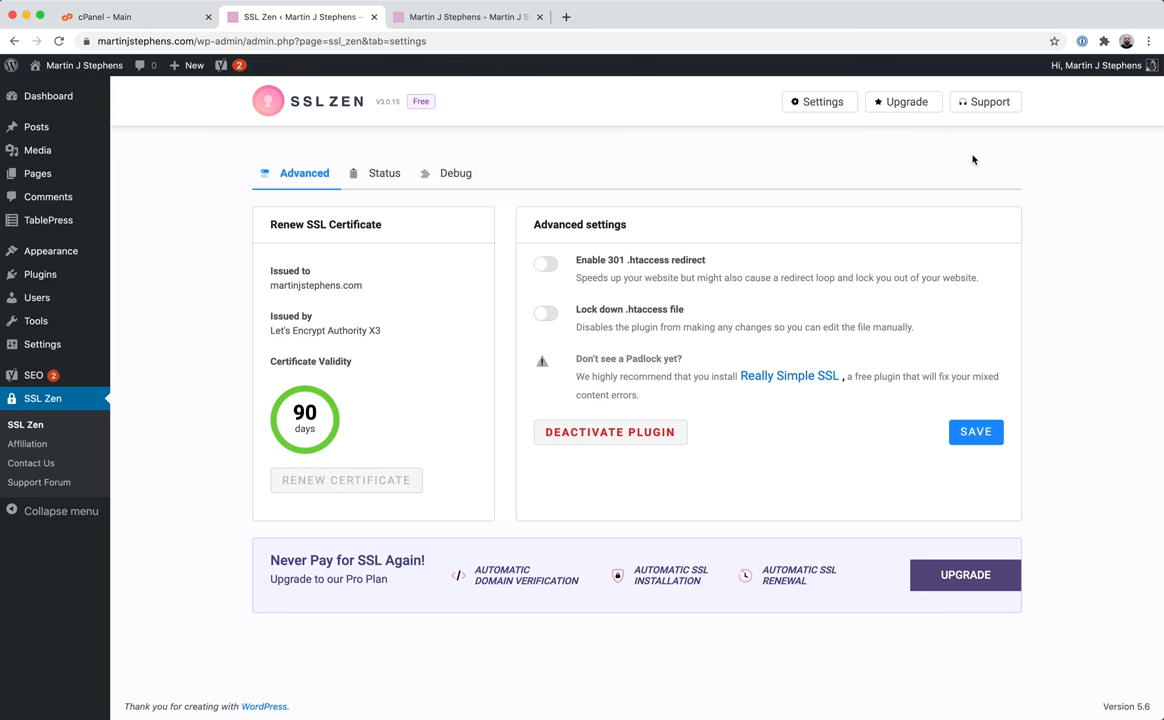 cPanel - Main
SSL Zen ‹ Martin J Stephens —
Martin J Stephens - Martin J S
martinjstephens.com/wp-admin/admin.php?page=ssl_zen&tab=settings
Martin J Stephens
0
New
2
Hi, Martin J Stephens
Dashboard
Posts
Media
Pages
Comments
TablePress
Appearance
Plugins
Users
Tools
Settings
SEO 2
SSL Zen
SSL Zen
Affiliation
Contact Us
Support Forum
Collapse menu
SSL ZEN V3.0.15 Free
Settings
Upgrade
Support
Advanced
Status
Debug
Renew SSL Certificate
Issued to
martinjstephens.com
Issued by
Let's Encrypt Authority X3
Certificate Validity
90
days
RENEW CERTIFICATE
Advanced settings
Enable 301 .htaccess redirect
Speeds up your website but might also cause a redirect loop and lock you out of your website.
Lock down .htaccess file
Disables the plugin from making any changes so you can edit the file manually.
Don't see a Padlock yet?
We highly recommend that you install Really Simple SSL , a free plugin that will fix your mixed
content errors.
DEACTIVATE PLUGIN
SAVE
Never Pay for SSL Again!
Upgrade to our Pro Plan
AUTOMATIC
DOMAIN VERIFICATION
AUTOMATIC SSL
INSTALLATION
AUTOMATIC SSL
RENEWAL
UPGRADE
Thank you for creating with WordPress.
Version 5.6